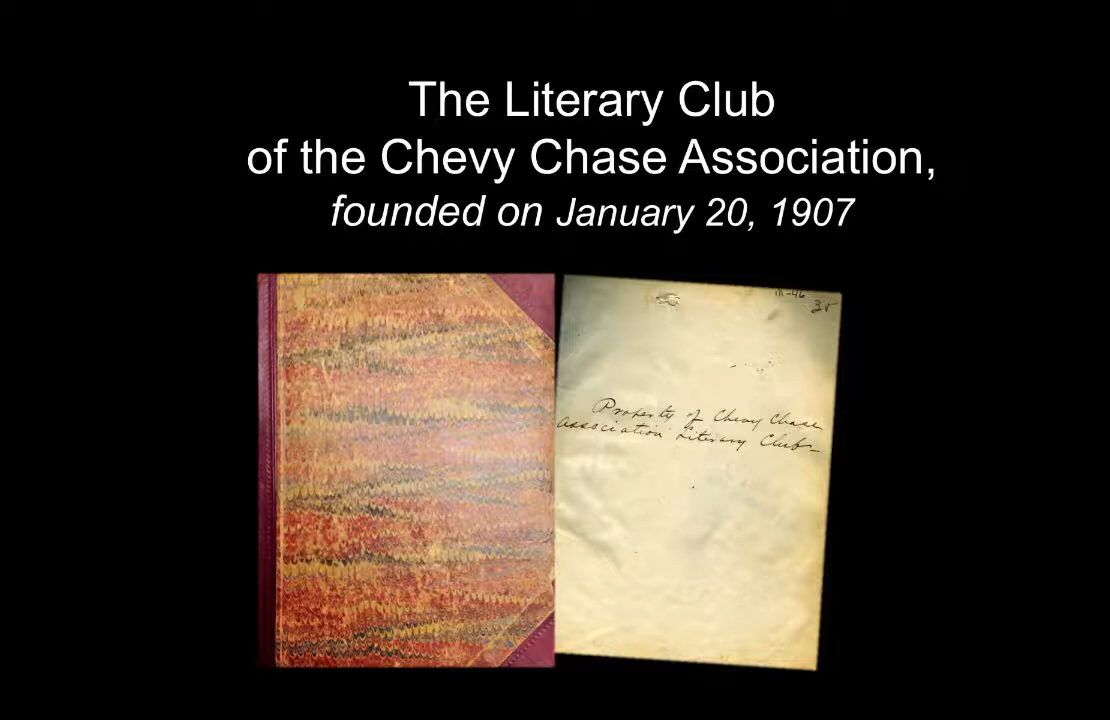 The Literary Club
of the Chevy Chase Association,
founded on January 20, 1907
35
Property of Chevy Chase
Association Literary Club-